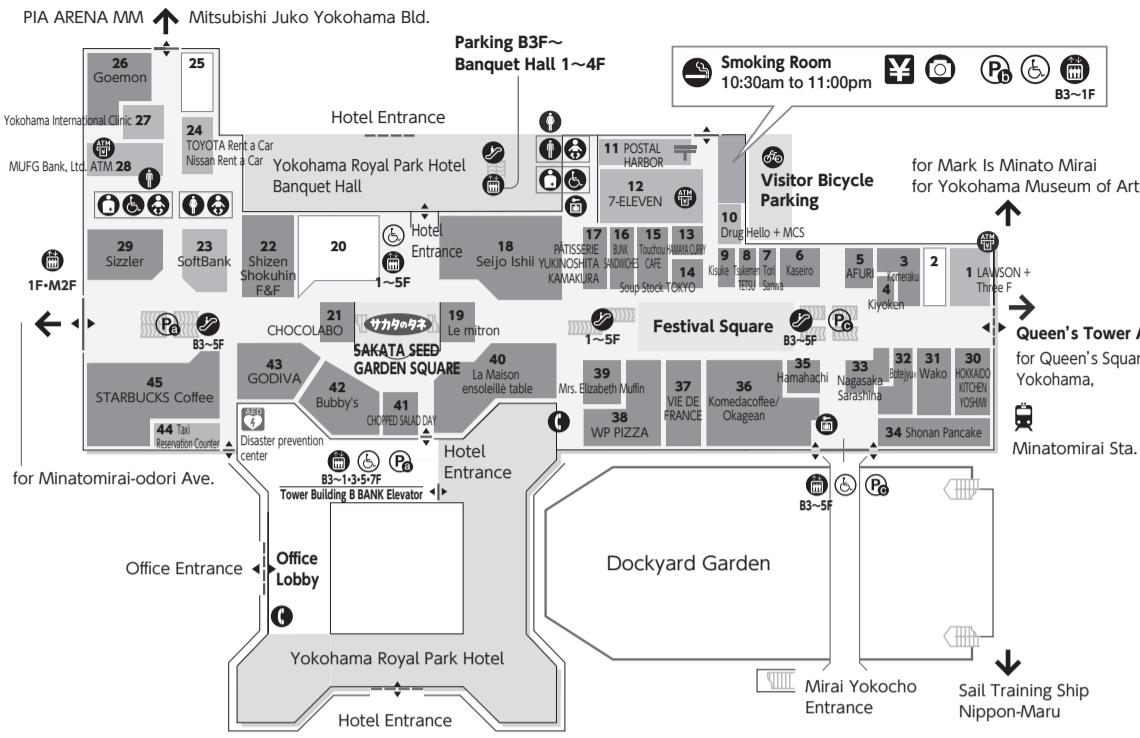 PIA ARENA MM
Mitsubishi Juko Yokohama Bld.
Parking B3F~
Banquet Hall 1~4F
Smoking Room
10:30am to 11:00pm
¥
Pb
B3~1F
26
Goemon
25
Yokohama International Clinic
27
24
TOYOTA Rent a Car
Nissan Rent a Car
ATM
MUFG Bank, Ltd. ATM 28
Hotel Entrance
Yokohama Royal Park Hotel
Banquet Hall
11 POSTAL
HARBOR
12
7-ELEVEN
ATM
Visitor Bicycle
Parking
for Mark Is Minato Mirai
for Yokohama Museum of Art
10
Drug Hello + MCS
29
Sizzler
23
SoftBank
22
Shizen
Shokuhin
F&F
20
1~5F
Hotel
Entrance
18
Seijo Ishii
17
PÂTISSERIE
YUKINOSHITA
KAMAKURA
16
BUNK
SANDWICHES
15
Touchou
CAFE
13
HAMAYA CURRY
14
Soup Stock TOKYO
9
Kisuke
8
Tsukemen
TETSU
7
Tori
Sanwa
6
Kaseiro
5
AFURI
3
Komeraku
4
Kiyoken
2
ATM
1 LAWSON +
Three F
1F•M2F
Pa
B3~5F
21
CHOCOLABO
サカタのタネ
SAKATA SEED
GARDEN SQUARE
19
Le mitron
1~5F
Festival Square
B3~5F
Pc
Queen's Tower A
for Queen's Squar
Yokohama,
Minatomirai Sta.
45
STARBUCKS Coffee
44 Taxi
Reservation Counter
43
GODIVA
42
Bubby's
41
CHOPPED SALAD DAY
40
La Maison
ensoleillé table
39
Mrs. Elizabeth Muffin
38
WP PIZZA
37
VIE DE
FRANCE
36
Komedacoffee/
Okagean
35
Hamahachi
33
Nagasaka
Sarashina
32
Botejyu
31
Wako
30
HOKKAIDO
KITCHEN
YOSHIMI
34 Shonan Pancake
for Minatomirai-odori Ave.
AED
Disaster prevention
center
Pa
B3~1•3•5•7F
Tower Building B BANK Elevator
Hotel
Entrance
B3~5F
Pc
Office Entrance
Office
Lobby
Dockyard Garden
Yokohama Royal Park Hotel
Hotel Entrance
Mirai Yokocho
Entrance
Sail Training Ship
Nippon-Maru